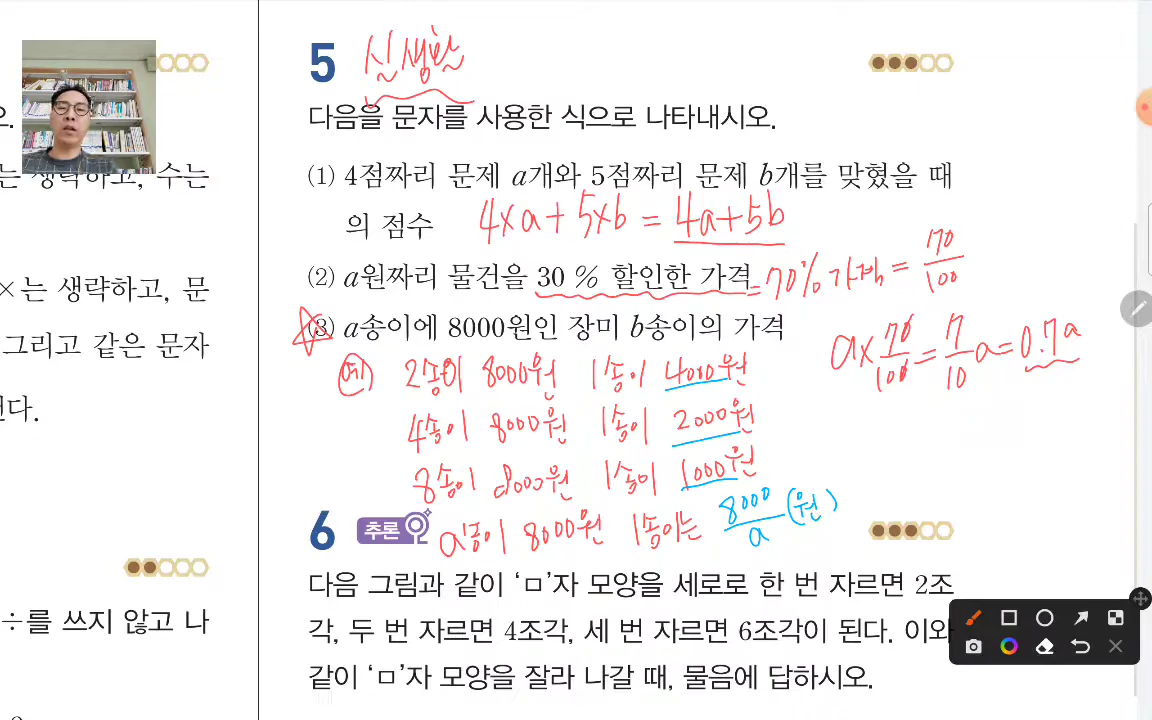 오.
는 생략하고, 수는
×는 생략하고, 문
그리고 같은 문자
된다.
÷를 쓰지 않고 나
5 신생환
다음을 문자를 사용한 식으로 나타내시오.
⑴ 4점짜리 문제 a개와 5점짜리 문제 b개를 맞혔을 때
의 점수 4×a+5×b = 4a+5b
⑵ a원짜리 물건을 30 % 할인한 가격 = 70% 가격 = 70/100
⑶ a송이에 8000원인 장미 b송이의 가격
a×70/100=7/10a=0.7a
예) 2송이 8000원 1송이 4000원
4송이 8000원 1송이 2000원
8송이 8000원 1송이 1000원
a송이 8000원 1송이는 8000/a (원)
6 추론
다음 그림과 같이 ‘ㅁ’자 모양을 세로로 한 번 자르면 2조
각, 두 번 자르면 4조각, 세 번 자르면 6조각이 된다. 이와
같이 ‘ㅁ’자 모양을 잘라 나갈 때, 물음에 답하시오.